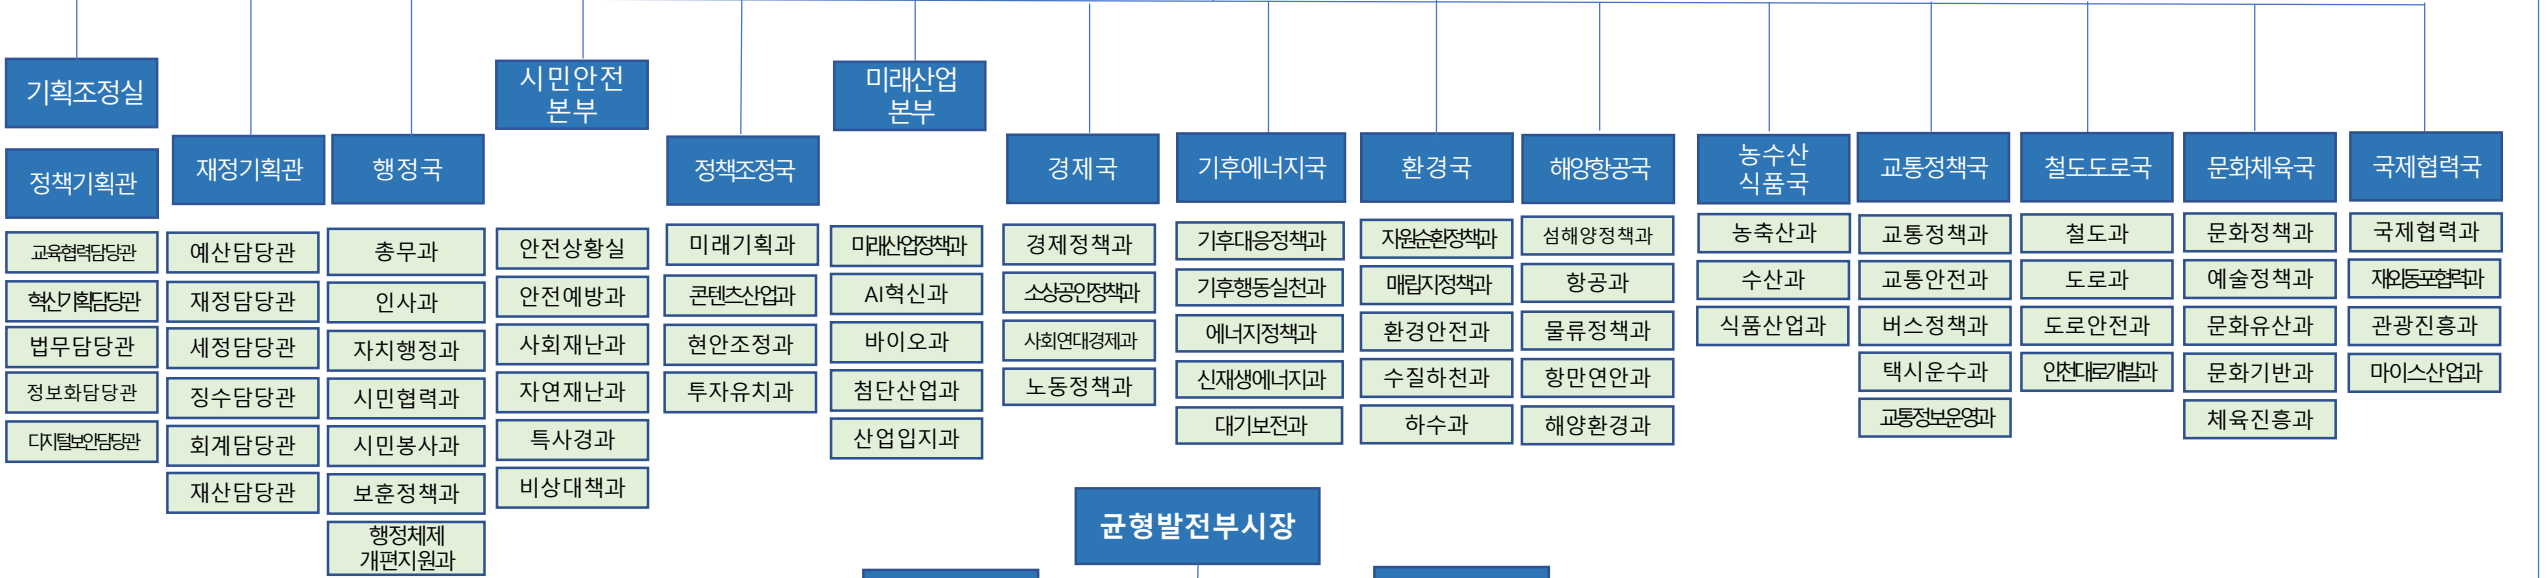 기획조정실
정책기획관
교육협력담당관
혁신기획담당관
법무담당관
정보화담당관
디지털보안담당관
재정기획관
예산담당관
재정담당관
세정담당관
징수담당관
회계담당관
재산담당관
행정국
총무과
인사과
자치행정과
시민협력과
시민봉사과
보훈정책과
행정체제
개편지원과
시민안전
본부
안전상황실
안전예방과
사회재난과
자연재난과
특사경과
비상대책과
정책조정국
미래기획과
콘텐츠산업과
현안조정과
투자유치과
미래산업
본부
미래산업정책과
AI혁신과
바이오과
첨단산업과
산업입지과
경제국
경제정책과
소상공인정책과
사회연대경제과
노동정책과
기후에너지국
기후대응정책과
기후행동실천과
에너지정책과
신재생에너지과
대기보전과
환경국
자원순환정책과
매립지정책과
환경안전과
수질하천과
하수과
해양항공국
섬해양정책과
항공과
물류정책과
항만연안과
해양환경과
농수산
식품국
농축산과
수산과
식품산업과
교통정책국
교통정책과
교통안전과
버스정책과
택시운수과
교통정보운영과
철도도로국
철도과
도로과
도로안전과
인천대로개발과
문화체육국
문화정책과
예술정책과
문화유산과
문화기반과
체육진흥과
국제협력국
국제협력과
재외동포협력과
관광진흥과
마이스산업과
균형발전부시장